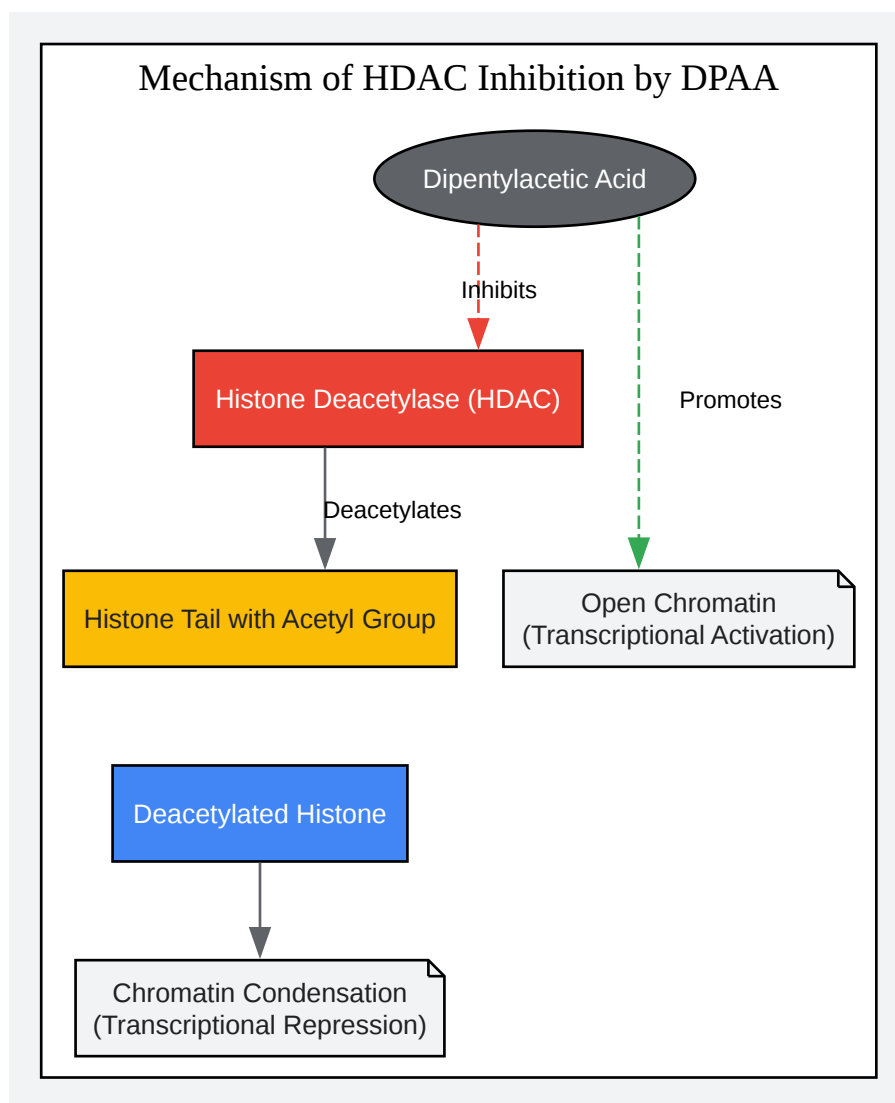 Mechanism of HDAC Inhibition by DPAA
Dipentylacetic Acid
Inhibits
Histone Deacetylase (HDAC)
Promotes
Deacetylates
Histone Tail with Acetyl Group
Open Chromatin
(Transcriptional Activation)
Deacetylated Histone
Chromatin Condensation
(Transcriptional Repression)